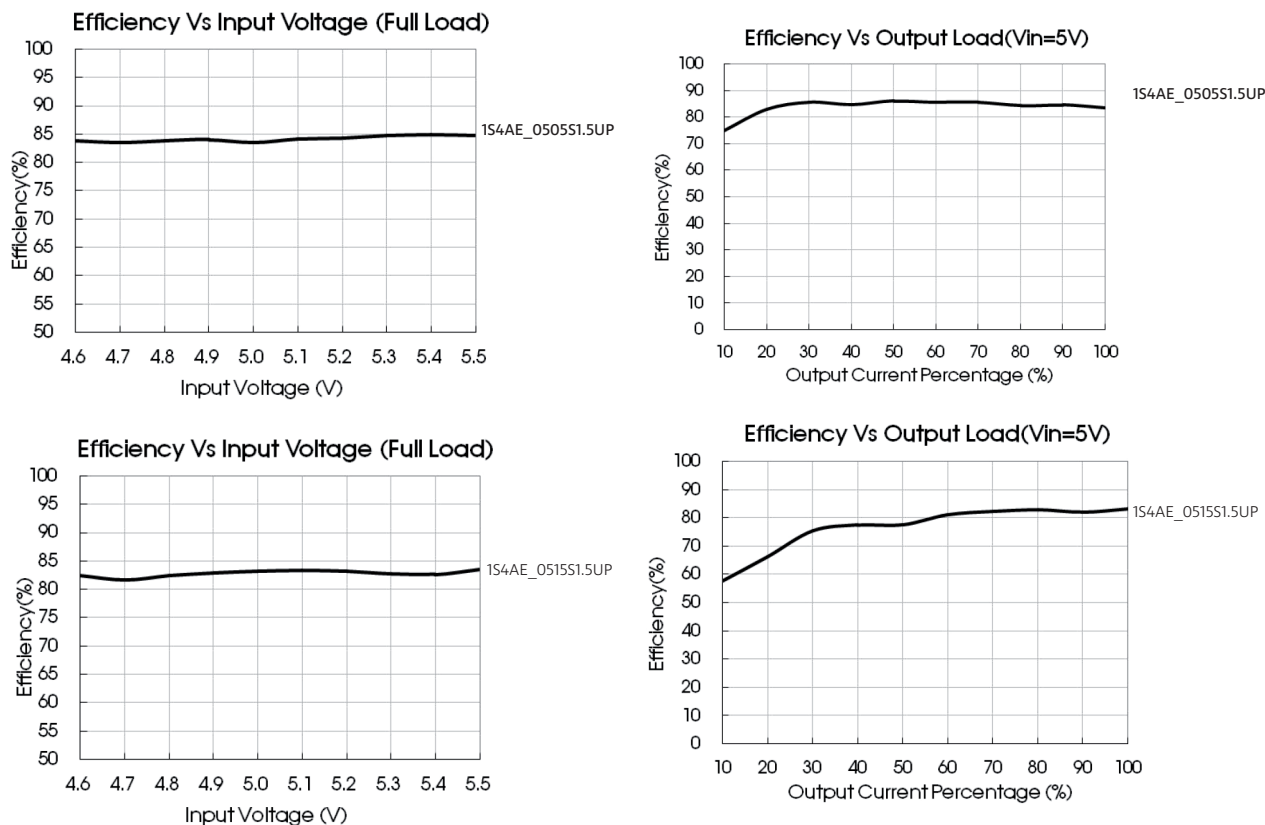 Efficiency Vs Input Voltage (Full Load)
100
95
90
85
80
75
70
65
60
55
50
Efficiency(%)
4.6 4.7 4.8 4.9 5.0 5.1 5.2 5.3 5.4 5.5
Input Voltage (V)
1S4AE_0505S1.5UP
Efficiency Vs Output Load(Vin=5V)
100
90
80
70
60
50
40
30
20
10
0
Efficiency(%)
10 20 30 40 50 60 70 80 90 100
Output Current Percentage (%)
1S4AE_0505S1.5UP
Efficiency Vs Input Voltage (Full Load)
100
95
90
85
80
75
70
65
60
55
50
Efficiency(%)
4.6 4.7 4.8 4.9 5.0 5.1 5.2 5.3 5.4 5.5
Input Voltage (V)
1S4AE_0515S1.5UP
Efficiency Vs Output Load(Vin=5V)
100
90
80
70
60
50
40
30
20
10
0
Efficiency(%)
10 20 30 40 50 60 70 80 90 100
Output Current Percentage (%)
1S4AE_0515S1.5UP